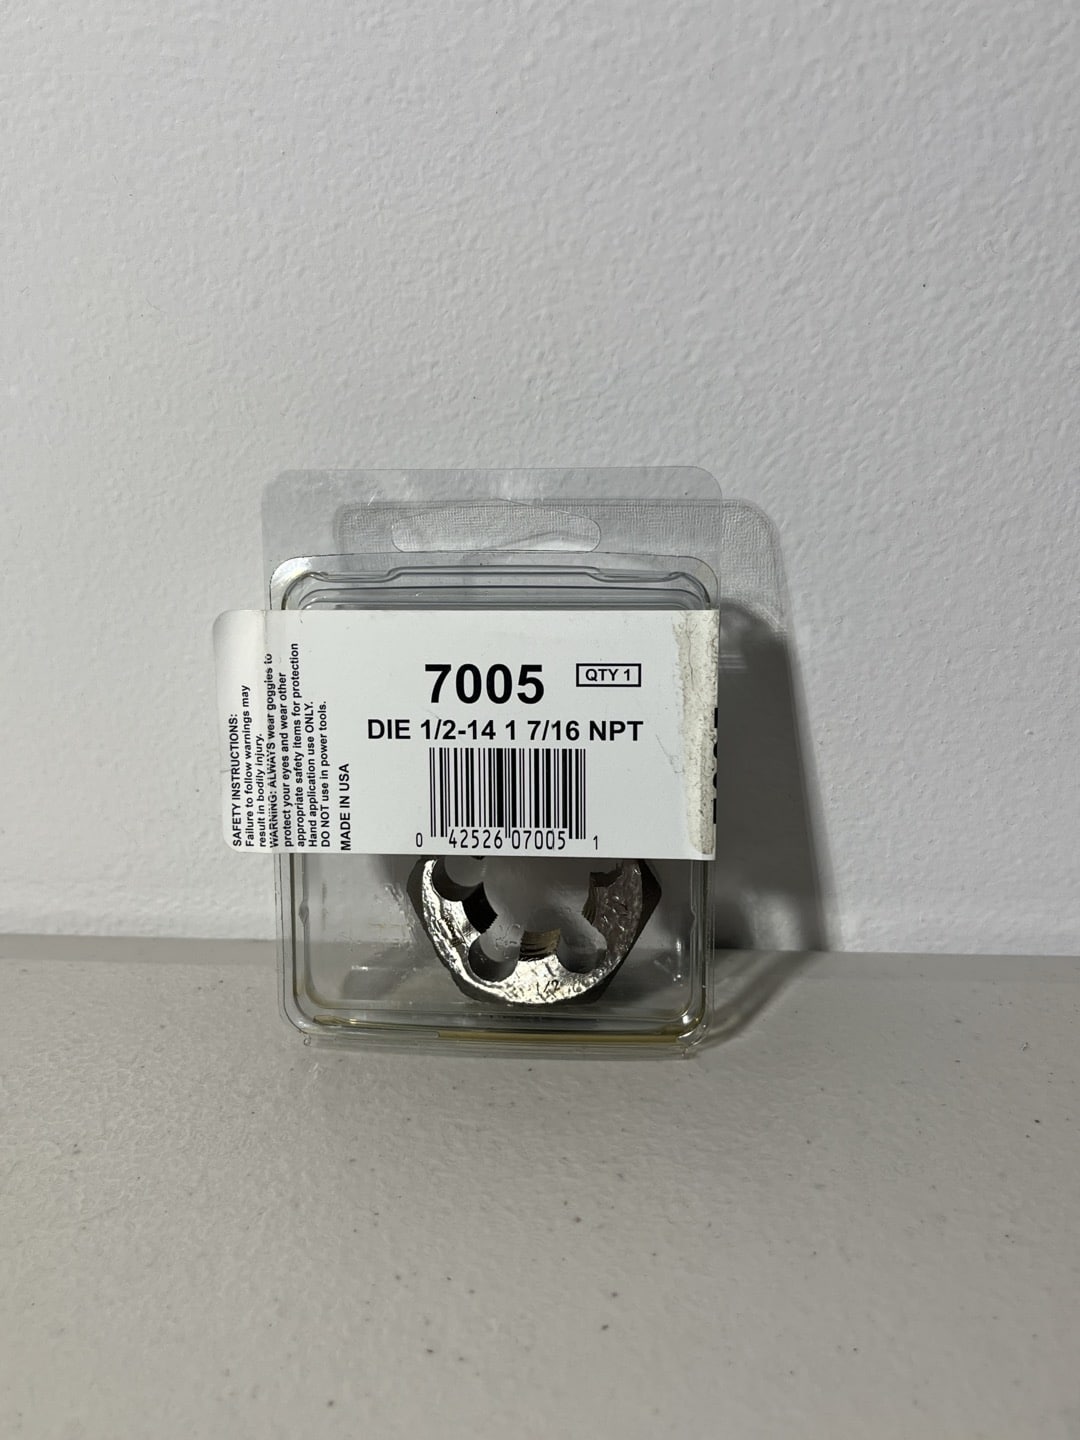 7005
QTY 1
DIE 1/2-14 1 7/16 NPT
0 42526 07005 1
SAFETY INSTRUCTIONS:
Failure to follow warnings may
result in bodily injury.
WARNING: ALWAYS wear goggles to
protect your eyes and wear other
appropriate safety items for protection
Hand application use ONLY.
DO NOT use in power tools.
MADE IN USA
1/2